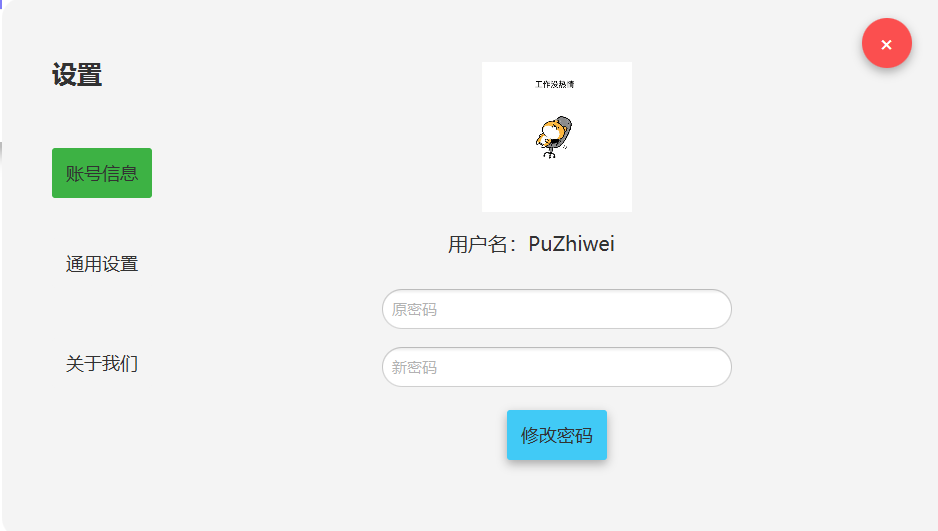 设置
账号信息
通用设置
关于我们
工作没热情
用户名：PuZhiwei
原密码
新密码
修改密码